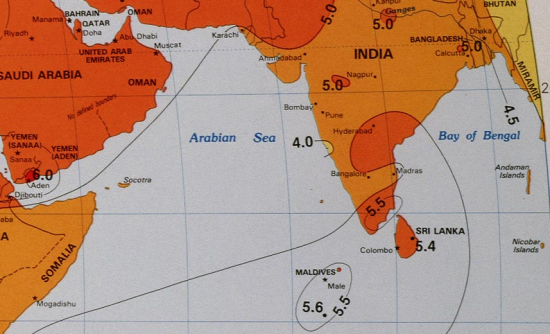 BAHRAIN
OMAN
Manama
QATAR
Doha
Riyadh
Abu Dhabi
UNITED ARAB
EMIRATES
Muscat
SAUDI ARABIA
OMAN
No defined boundary
YEMEN
(SANAA)
Sanaa
YEMEN
(ADEN)
6.0
Aden
Djibouti
aba
A
SOMALIA
Mogadishu
Socotra
Arabian Sea
Karachi
5.0
Kanpur
5.0
Ganges
BHUTAN
BANGLADESH
Dhaka
5.0
Calcutta
MIRAMIR
2
4.5
Ahmadabad
INDIA
Nagpur
5.0
Bombay
Pune
Hyderabad
4.0
Bay of Bengal
Bangalore
Madras
5.5
Andaman
Islands
SRI LANKA
Colombo
5.4
Nicobar
Islands
MALDIVES
Male
5.6
5.5